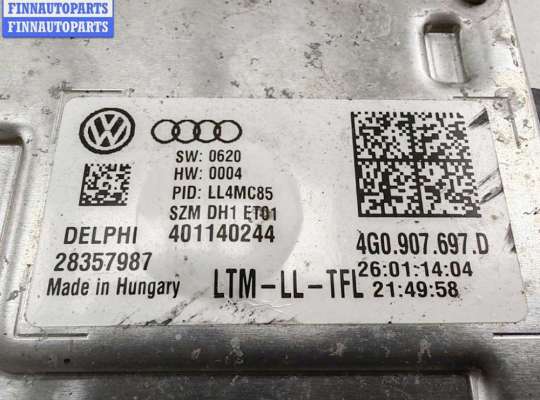 FINNAUTOPARTS
FINNAUTOPARTS
SW: 0620
HW: 0004
PID: LL4MC85
SZM DH1 ET01
DELPHI 401140244
28357987
Made in Hungary
LTM-LL-TFL
4G0.907.697.D
26:01:14:04
21:49:58